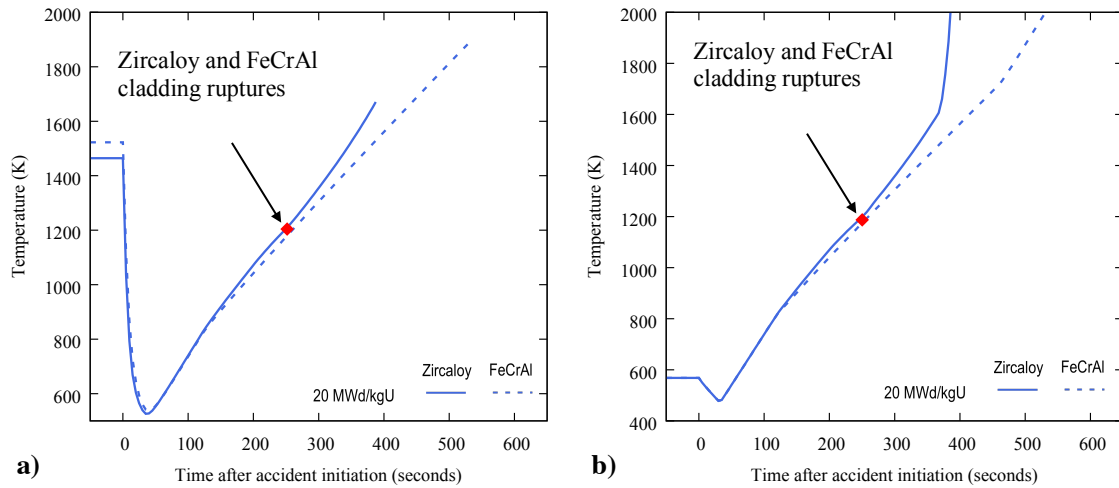 2000
1800
1600
1400
1200
1000
800
600
Temperature (K)
Zircaloy and FeCrAl
cladding ruptures
Zircaloy FeCrAl
20 MWd/kgU
0 100 200 300 400 500 600
Time after accident initiation (seconds)
a)
2000
1800
1600
1400
1200
1000
800
600
400
Temperature (K)
Zircaloy and FeCrAl
cladding ruptures
Zircaloy FeCrAl
20 MWd/kgU
0 100 200 300 400 500 600
Time after accident initiation (seconds)
b)